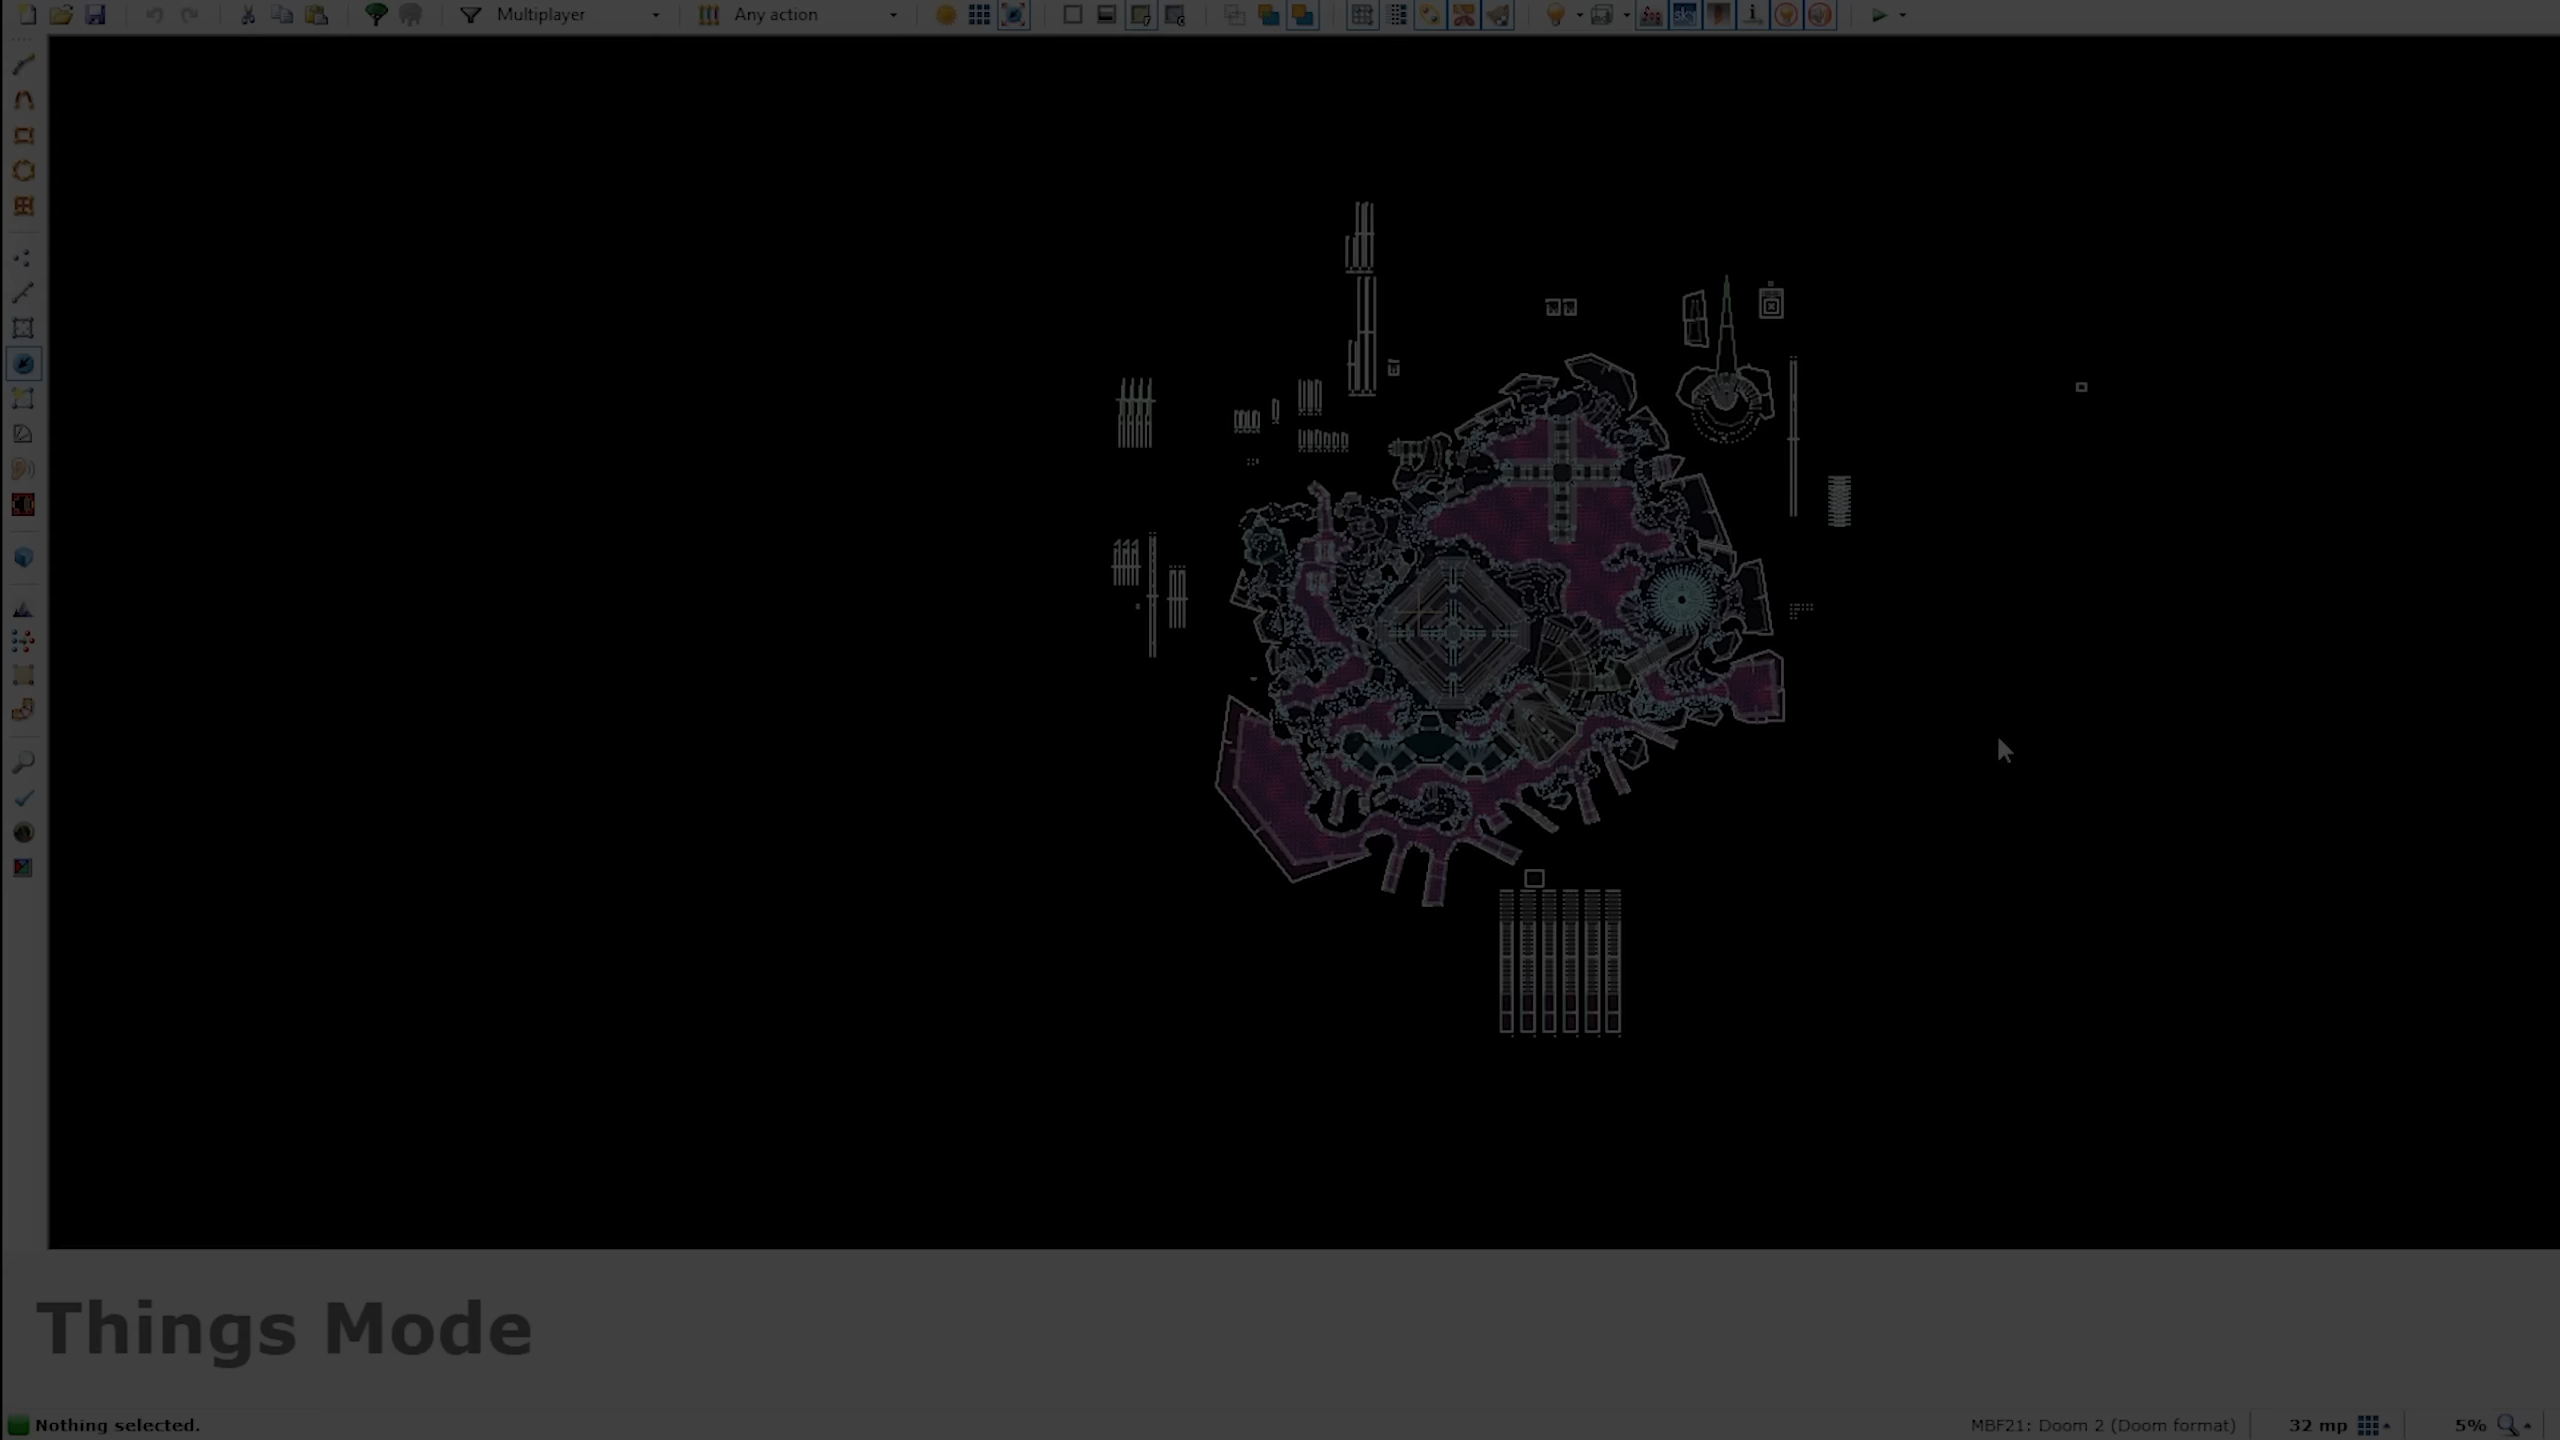 Multiplayer
Any action
Things Mode
Nothing selected.
MBF21: Doom 2 (Doom format)
32 mp
5%